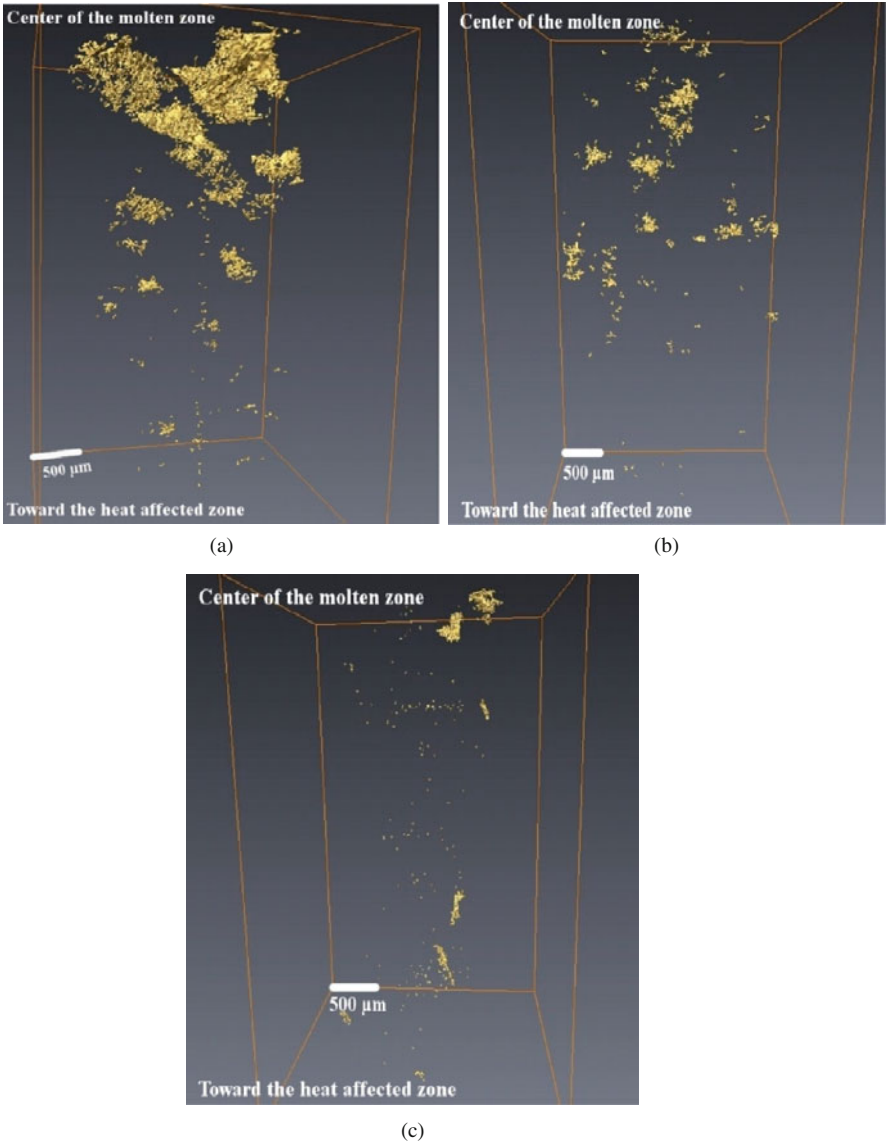 Center of the molten zone
500 µm
Toward the heat affected zone
(a)
Center of the molten zone
500 µm
Toward the heat affected zone
(b)
Center of the molten zone
500 µm
Toward the heat affected zone
(c)